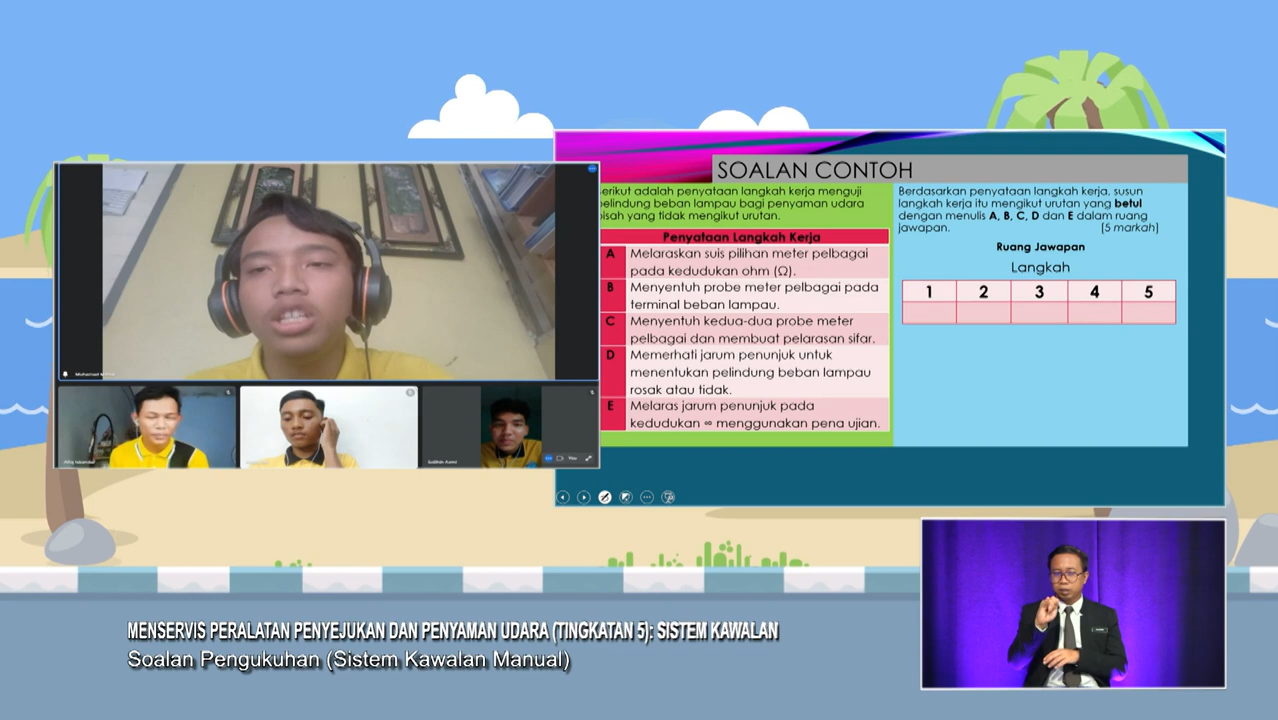 SOALAN CONTOH
erikut adalah penyataan langkah kerja menguji
elindung beban lampau bagi penyaman udara
isah yang tidak mengikut urutan.
Penyataan Langkah Kerja
A Melaraskan suis pilihan meter pelbagai
pada kedudukan ohm (Ω).
B Menyentuh probe meter pelbagai pada
terminal beban lampau.
C Menyentuh kedua-dua probe meter
pelbagai dan membuat pelarasan sifar.
D Memerhati jarum penunjuk untuk
menentukan pelindung beban lampau
rosak atau tidak.
E Melaras jarum penunjuk pada
kedudukan ∞ menggunakan pena ujian.
Berdasarkan penyataan langkah kerja, susun
langkah kerja itu mengikut urutan yang betul
dengan menulis A, B, C, D dan E dalam ruang
jawapan. [5 markah]
Ruang Jawapan
Langkah
1 2 3 4 5
MENSERVIS PERALATAN PENYEJUKAN DAN PENYAMAN UDARA (TINGKATAN 5): SISTEM KAWALAN
Soalan Pengukuhan (Sistem Kawalan Manual)